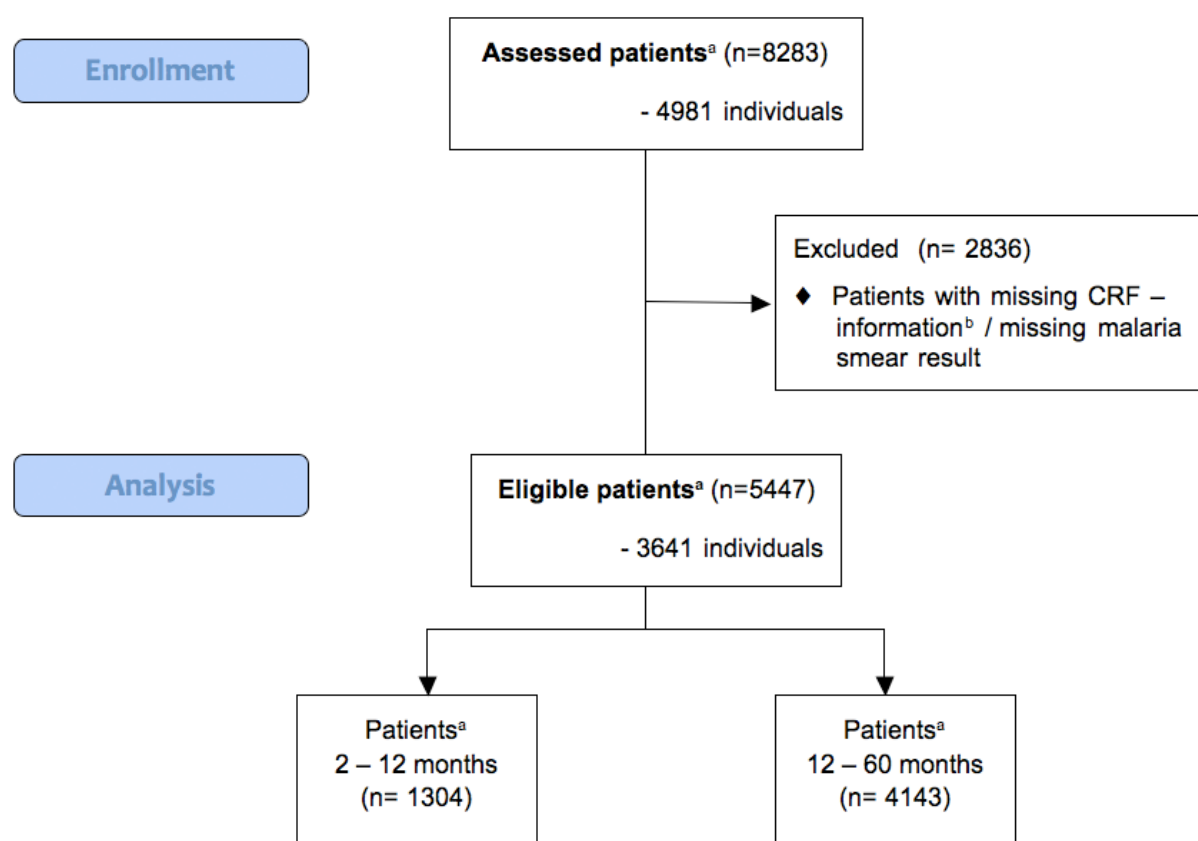 Enrollment
Assessed patientsᵃ (n=8283)
- 4981 individuals
Excluded (n= 2836)
♦ Patients with missing CRF –
informationᵇ / missing malaria
smear result
Analysis
Eligible patientsᵃ (n=5447)
- 3641 individuals
Patientsᵃ
2 – 12 months
(n= 1304)
Patientsᵃ
12 – 60 months
(n= 4143)